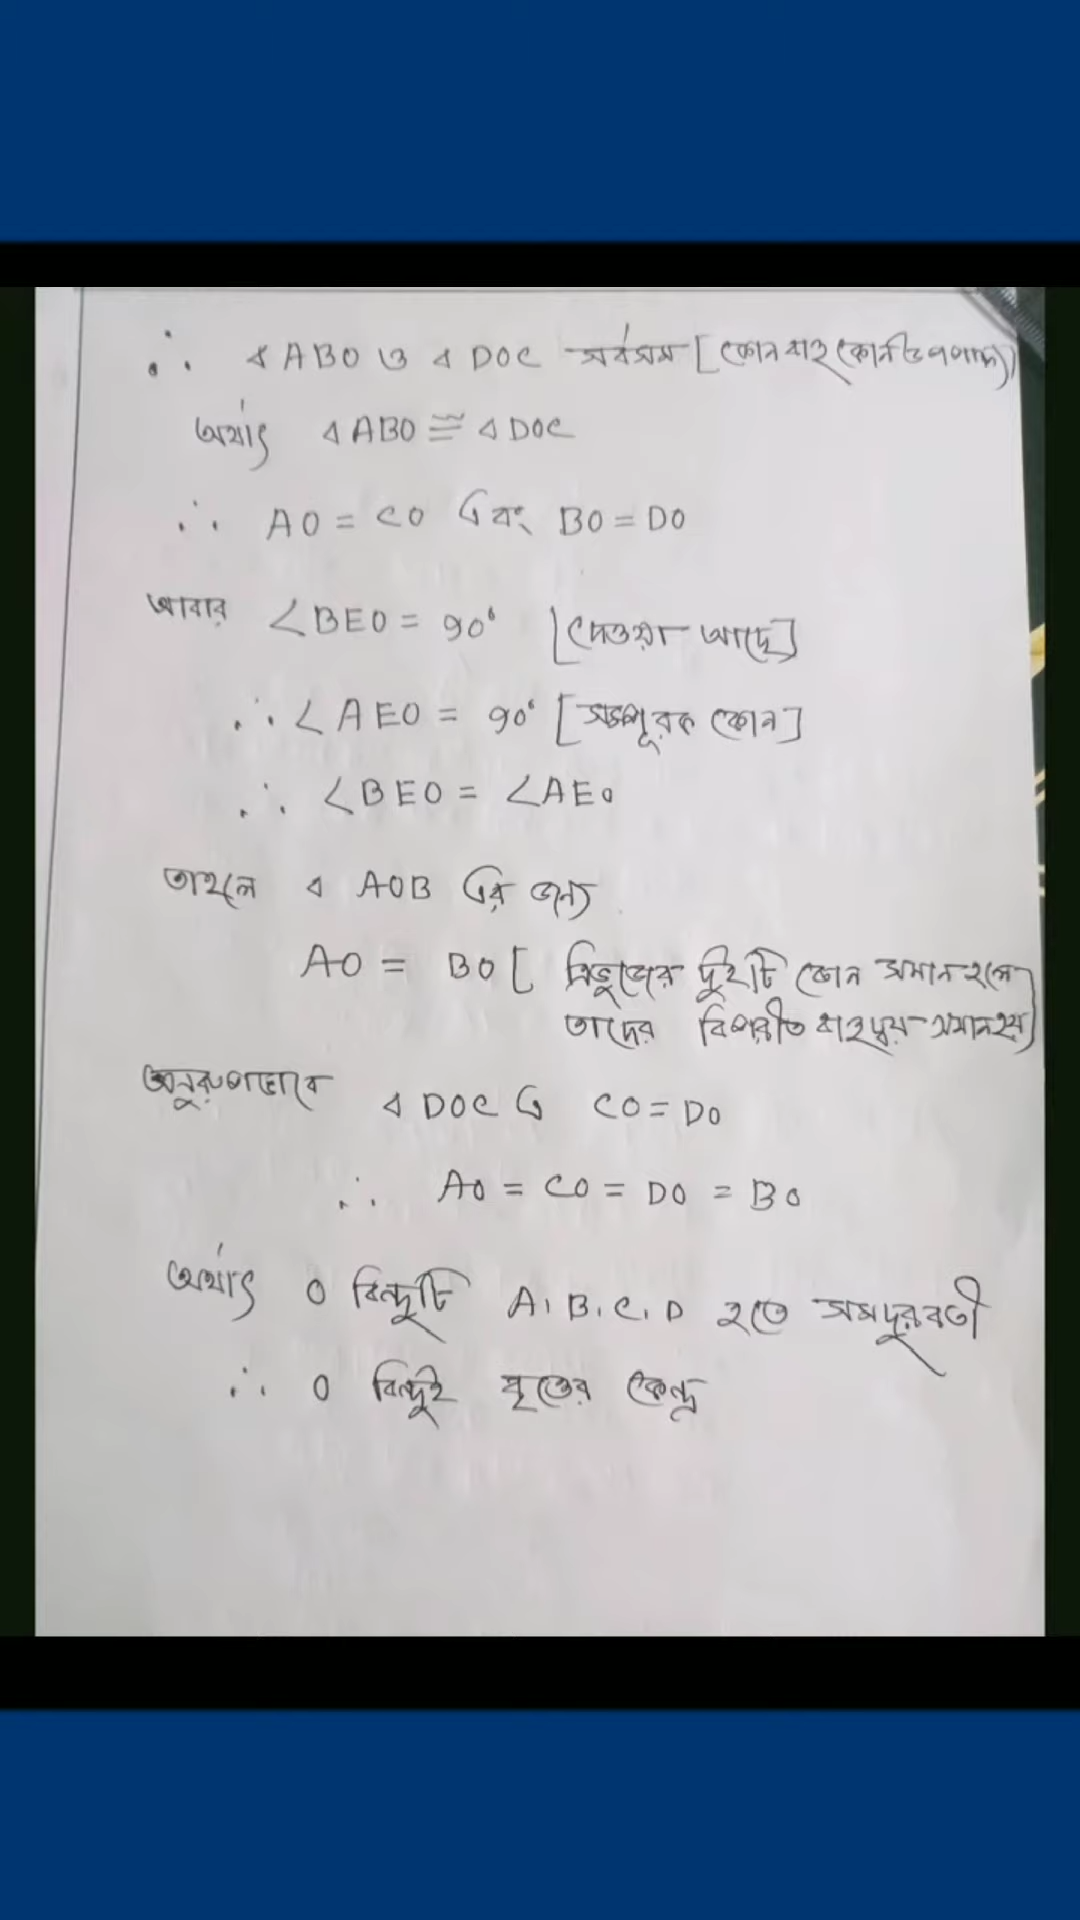 ∴ ⊲ ABO ও ⊲ DOC সর্বসম [কোন বাহু কোন উপপাদ্য]
অর্থাৎ ⊲ ABO ≅ ⊲ DOC
∴ AO = CO এবং BO = DO
আবার ∠BEO = 90° [দেওয়া আছে]
∴ ∠AEO = 90° [সম্পূরক কোন]
∴ ∠BEO = ∠AEO
তাহলে ⊲ AOB এর জন্য
AO = BO [ ত্রিভুজের দুইটি কোন সমান হলে
তাদের বিপরীত বাহুদ্বয় সমান হয়]
অনুরূপভাবে ⊲ DOC এ CO = DO
∴ AO = CO = DO = BO
অর্থাৎ O বিন্দুটি A, B, C, D হতে সমদূরবর্তী
∴ O বিন্দুই বৃত্তের কেন্দ্র